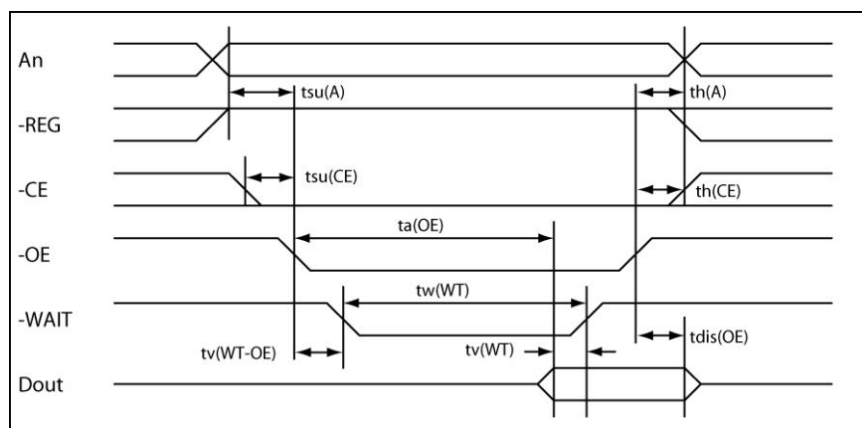 An
tsu(A)
th(A)
-REG
-CE
tsu(CE)
th(CE)
ta(OE)
-OE
tw(WT)
-WAIT
tv(WT-OE)
tv(WT)
tdis(OE)
Dout